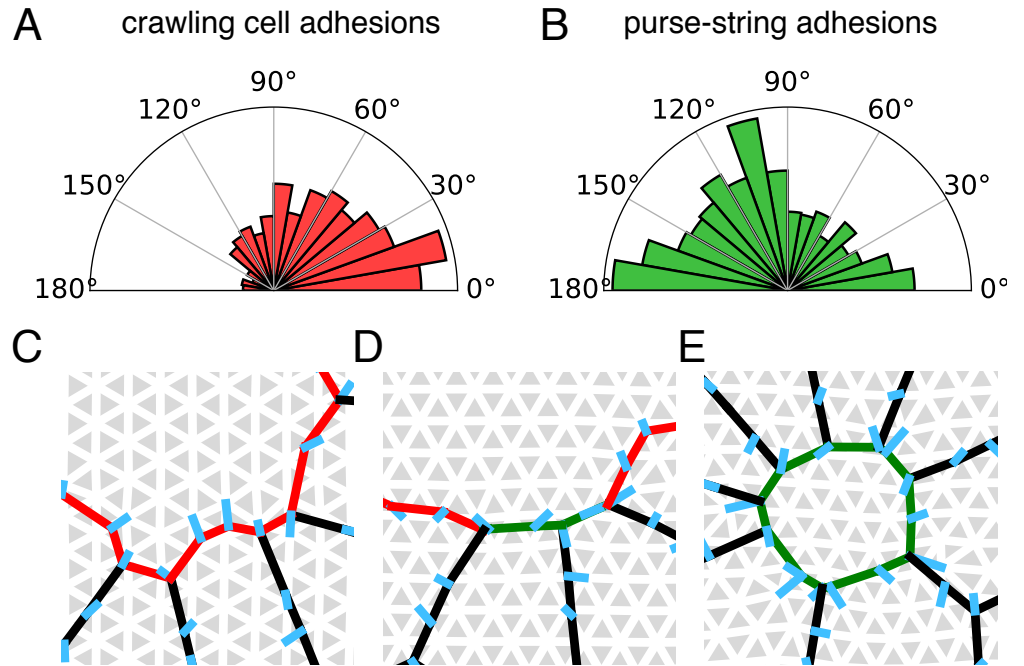 A crawling cell adhesions
B purse-string adhesions
90°
120° 60°
150° 30°
180° 0°
90°
120° 60°
150° 30°
180° 0°
C
D
E